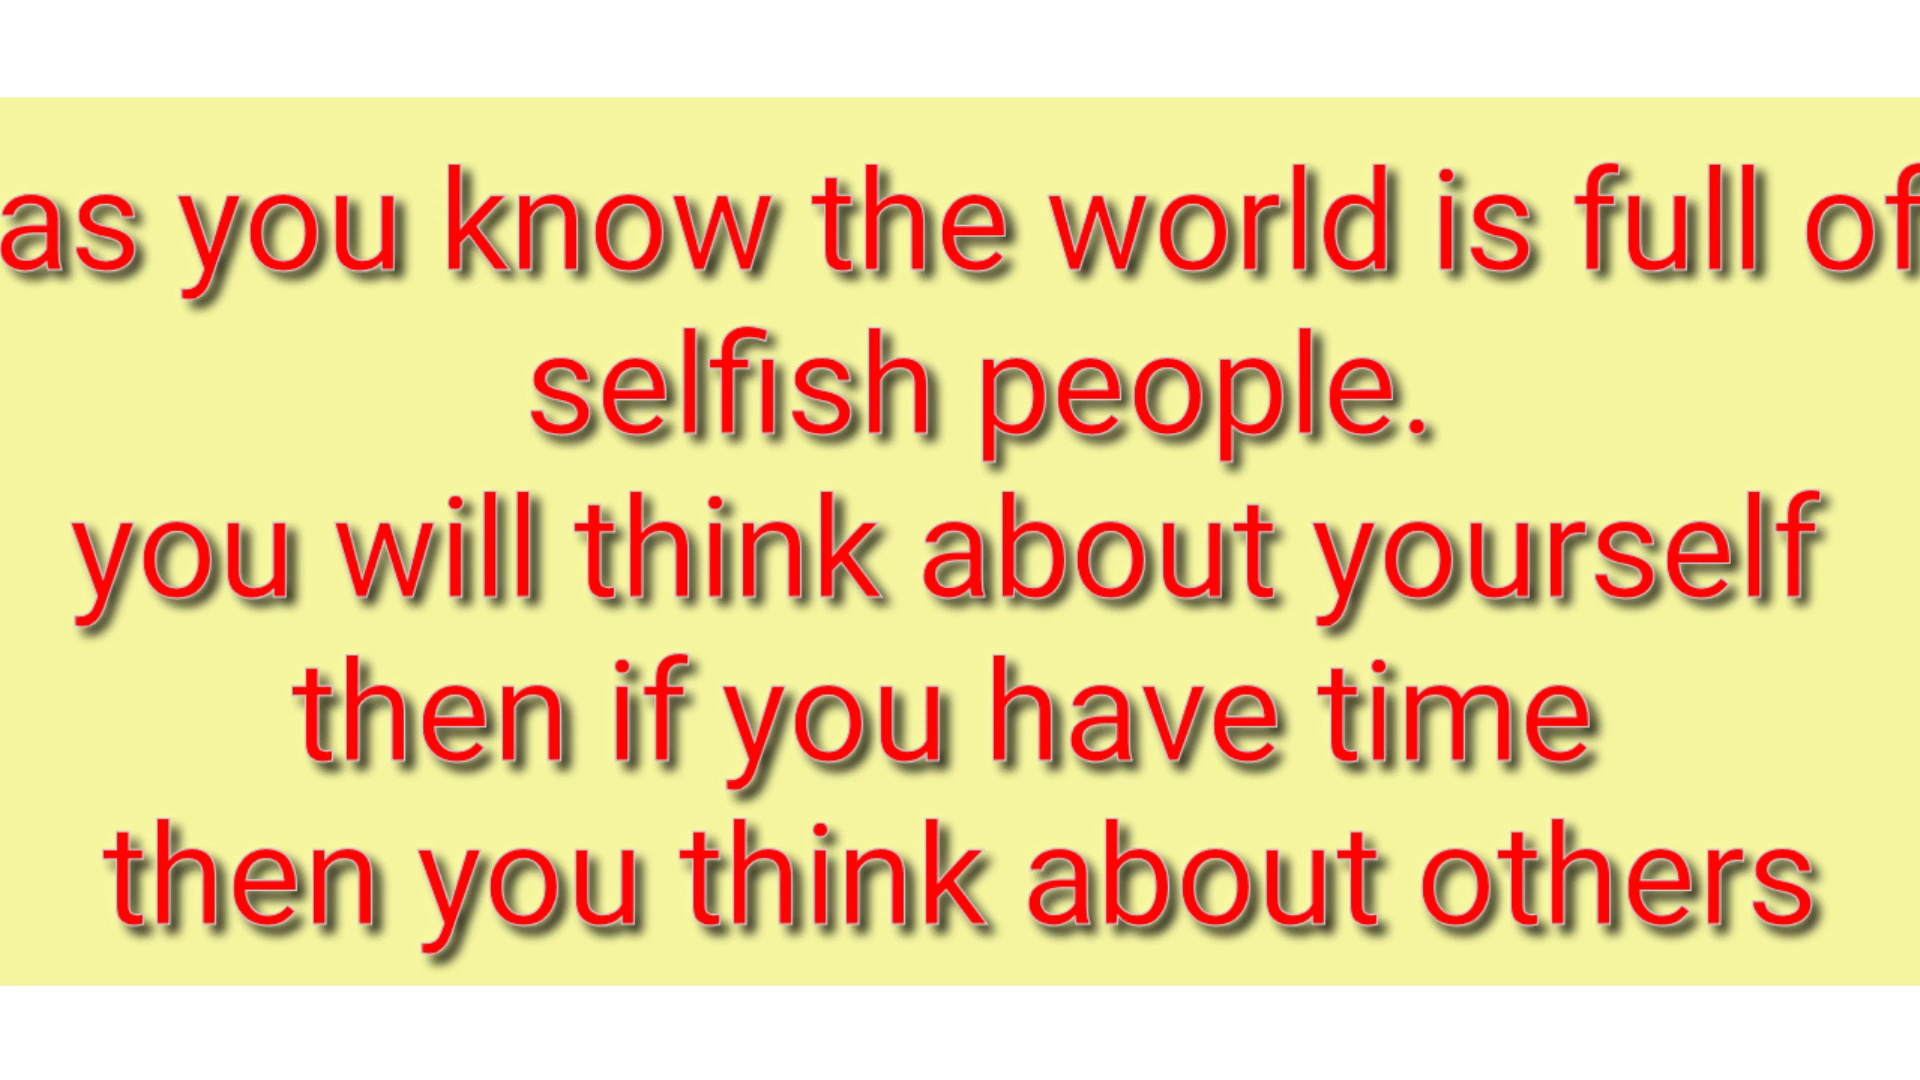 as you know the world is full of
selfish people.
you will think about yourself
then if you have time
then you think about others